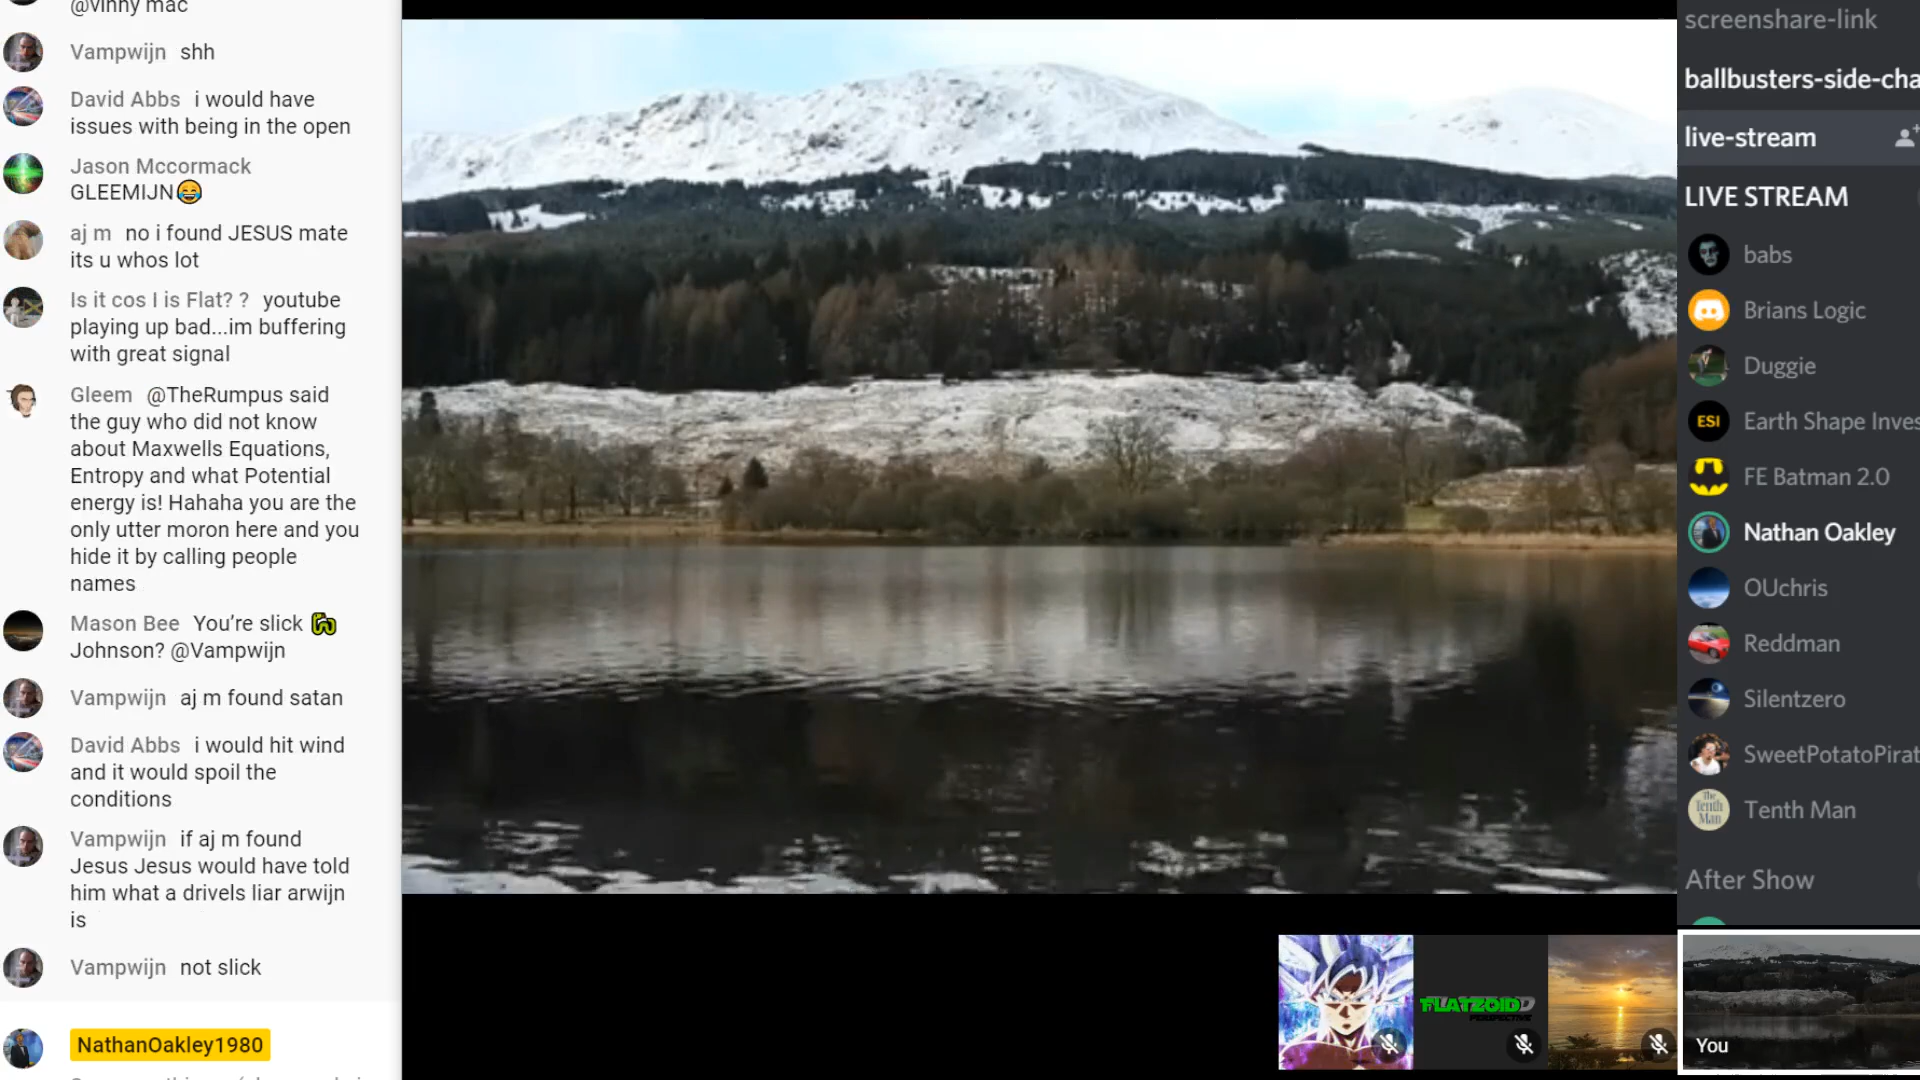 @vinny mac
Vampwijn shh
David Abbs i would have
issues with being in the open
Jason Mccormack
GLEEMIJN😂
aj m no i found JESUS mate
its u whos lot
Is it cos I is Flat? ? youtube
playing up bad...im buffering
with great signal
Gleem @TheRumpus said
the guy who did not know
about Maxwells Equations,
Entropy and what Potential
energy is! Hahaha you are the
only utter moron here and you
hide it by calling people
names
Mason Bee You’re slick
Johnson? @Vampwijn
Vampwijn aj m found satan
David Abbs i would hit wind
and it would spoil the
conditions
Vampwijn if aj m found
Jesus Jesus would have told
him what a drivels liar arwijn
is
Vampwijn not slick
NathanOakley1980
FLATZOID
PERSPECTIVE
screenshare-link
ballbusters-side-cha
live-stream
LIVE STREAM
babs
Brians Logic
Duggie
ESI Earth Shape Inves
FE Batman 2.0
Nathan Oakley
OUchris
Reddman
Silentzero
SweetPotatoPirat
The
Tenth
Man
Tenth Man
After Show
You